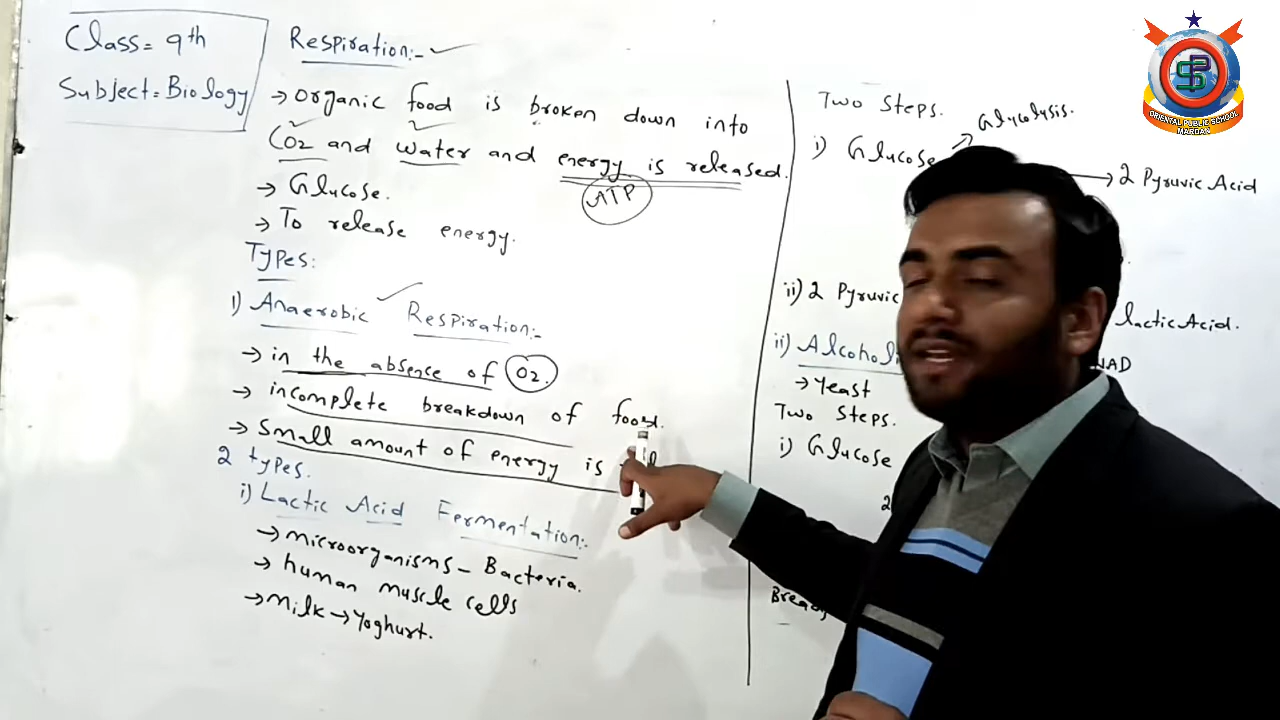 Class= 9th
Subject= Biology
Respiration:-
→ Organic food is broken down into
CO2 and water and energy is released.
ATP
→ Glucose.
→ To release energy.
Types:
i) Anaerobic Respiration:-
→ in the absence of O2.
→ incomplete breakdown of food.
→ Small amount of energy is
2 types.
i) Lactic Acid Fermentation:-
→ microorganisms - Bacteria.
→ human muscle cells
→ Milk → Yoghurt.
Two Steps.
Glycolysis.
i) Glucose
→ 2 Pyruvic Acid
ii) 2 Pyruvic
lactic Acid.
NAD
ii) Alcoholi
→ Yeast
Two Steps.
i) Glucose
2
ORIENTAL PUBLIC SCHOOL
MARDAN